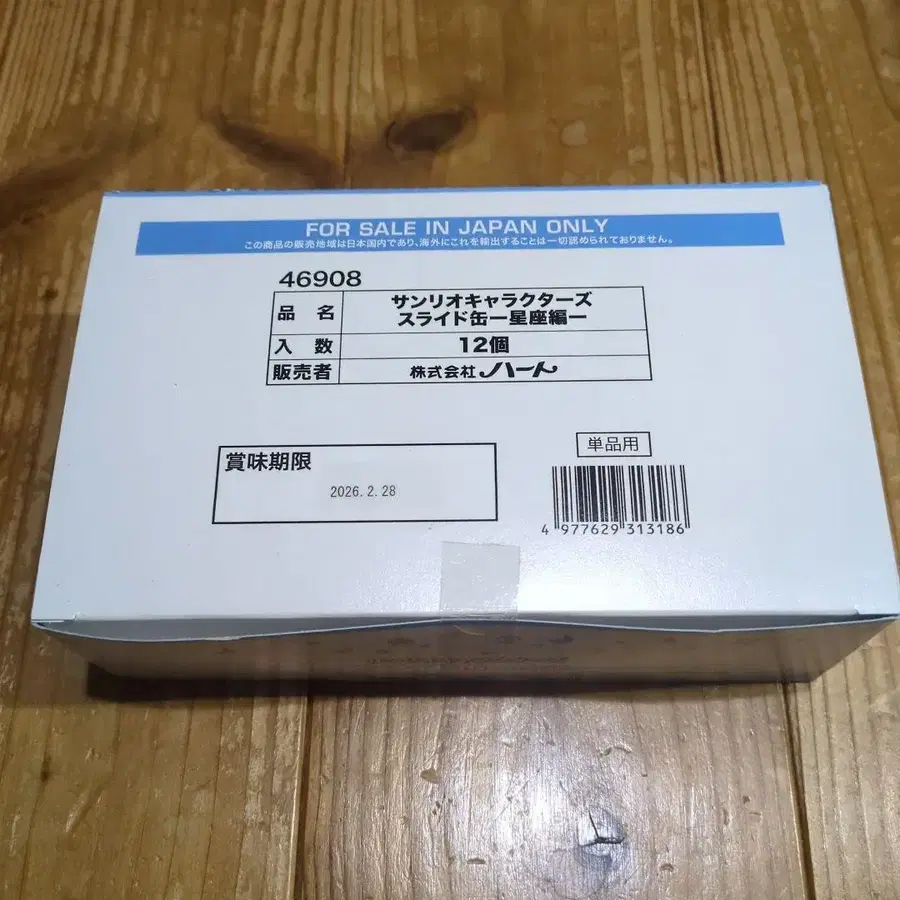 FOR SALE IN JAPAN ONLY
この商品の販売地域は日本国内であり、海外にこれを輸出することは一切認められておりません。
46908
品 名
サンリオキャラクターズ
スライド缶ー星座編ー
入 数
12個
販売者
株式会社 ハート
賞味期限
2026. 2. 28
単品用
4 977629 313186